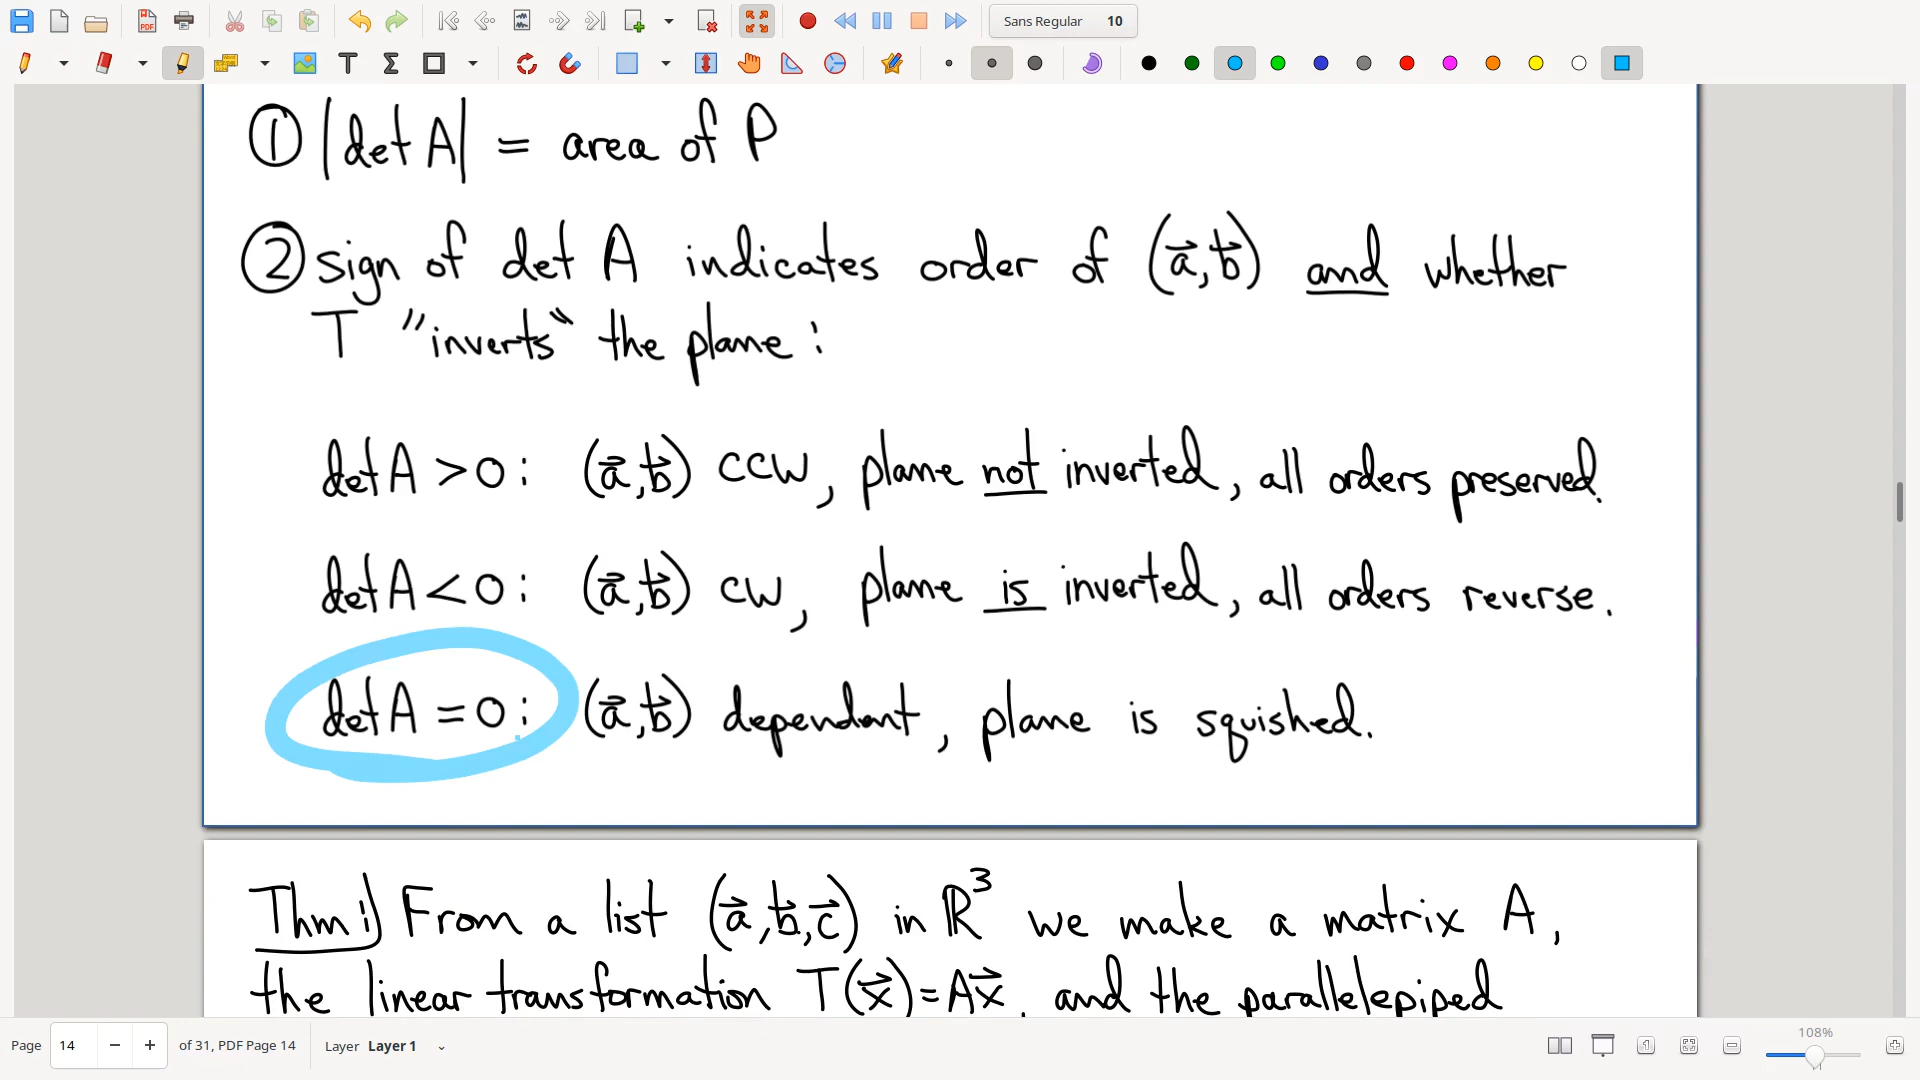 Sans Regular 10
① |det A| = area of P
② sign of det A indicates order of (a⃗, b⃗) and whether
T "inverts" the plane:
det A > 0: (a⃗, b⃗) CCW, plane not inverted, all orders preserved.
det A < 0: (a⃗, b⃗) CW, plane is inverted, all orders reverse.
det A = 0: (a⃗, b⃗) dependent, plane is squished.
Thm: From a list (a⃗, b⃗, c⃗) in ℝ³ we make a matrix A,
the linear transformation T(x⃗) = Ax⃗, and the parallelepiped
Page 14 of 31, PDF Page 14 Layer Layer 1 108%